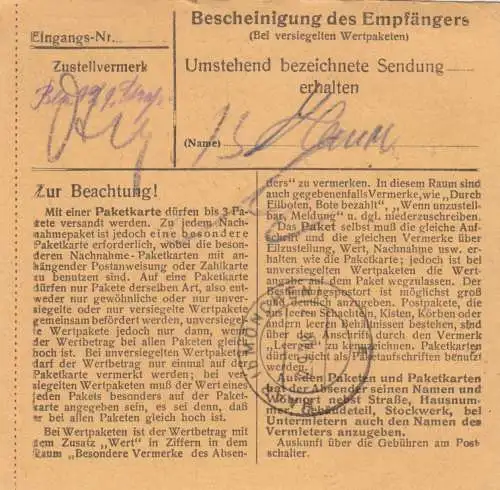 Bescheinigung des Empfängers
(Bei versiegelten Wertpaketen)
Eingangs-Nr.
Zustellvermerk
Umstehend bezeichnete Sendung
erhalten
(Name)
Zur Beachtung!
Mit einer Paketkarte dürfen bis 3 Pa-
kete versandt werden. Zu jedem Nach-
nahmepaket ist jedoch eine besondere
Paketkarte erforderlich, wobei die beson-
deren Nachnahme-Paketkarten mit an-
hängender Postanweisung oder Zahlkarte
zu benutzen sind. Auf eine Paketkarte
dürfen nur Pakete derselben Art, also ent-
weder nur gewöhnliche oder nur unver-
siegelte oder nur versiegelte Wertpakete
gemeinsam befördert werden, unversiegel-
te Wertpakete jedoch nur dann, wenn
der Wertbetrag bei allen Paketen gleich
hoch ist. Bei unversiegelten Wertpaketen
darf der Wertbetrag nur einmal auf der
Paketkarte vermerkt werden; bei ver-
siegelten Wertpaketen muß der Wert eines
jeden Pakets besonders auf der Paket-
karte angegeben sein, es sei denn, daß
er bei allen Paketen gleich hoch ist.
Bei Wertpaketen ist der Wertbetrag mit
dem Zusatz „Wert" in Ziffern in dem
Raum „Besondere Vermerke des Absen-
ders" zu vermerken. In diesem Raum sind
auch gegebenenfalls Vermerke, wie „Durch
Eilboten, Bote bezahlt", „Wenn unzustell-
bar, Meldung" u. dgl. niederzuschreiben.
Das Paket selbst muß die gleiche Auf-
schrift und die gleichen Vermerke über
Eilzustellung, Wert, Nachnahme usw. er-
halten wie die Paketkarte; jedoch ist bei
unversiegelten Wertpaketen die Wert-
angabe auf dem Paket wegzulassen. Der
Bestimmungspostort ist möglichst groß
und deutlich anzugeben. Postpakete, die
aus leeren Schachteln, Kisten, Körben oder
andern leeren Behältnissen bestehen, sind
über der Anschrift durch den Vermerk
„Leergut" zu kennzeichnen. Paketkarten
dürfen nicht als Paketaufschriften benutzt
werden.
Auf den Paketen und Paketkarten
hat der Absender seinen Namen und
Wohnort nebst Straße, Hausnum-
mer, Gebäudeteil, Stockwerk, bei
Untermietern auch den Namen des
Vermieters anzugeben.
Auskunft über die Gebühren am Post-
schalter.